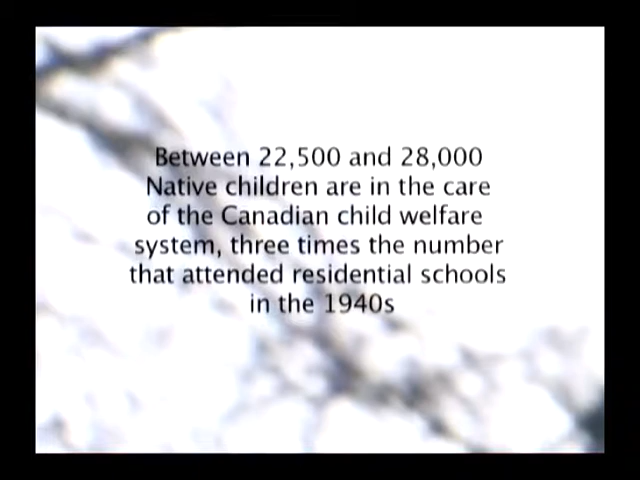 Between 22,500 and 28,000
Native children are in the care
of the Canadian child welfare
system, three times the number
that attended residential schools
in the 1940s